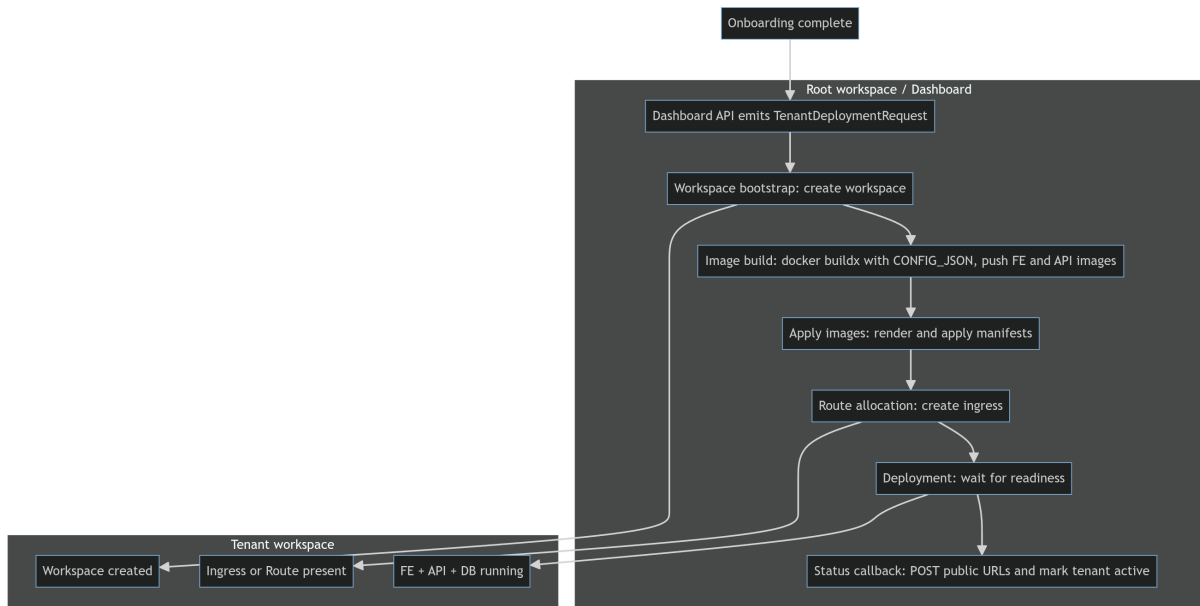 Onboarding complete
Root workspace / Dashboard
Dashboard API emits TenantDeploymentRequest
Workspace bootstrap: create workspace
Image build: docker buildx with CONFIG_JSON, push FE and API images
Apply images: render and apply manifests
Route allocation: create ingress
Deployment: wait for readiness
Status callback: POST public URLs and mark tenant active
Tenant workspace
Workspace created
Ingress or Route present
FE + API + DB running